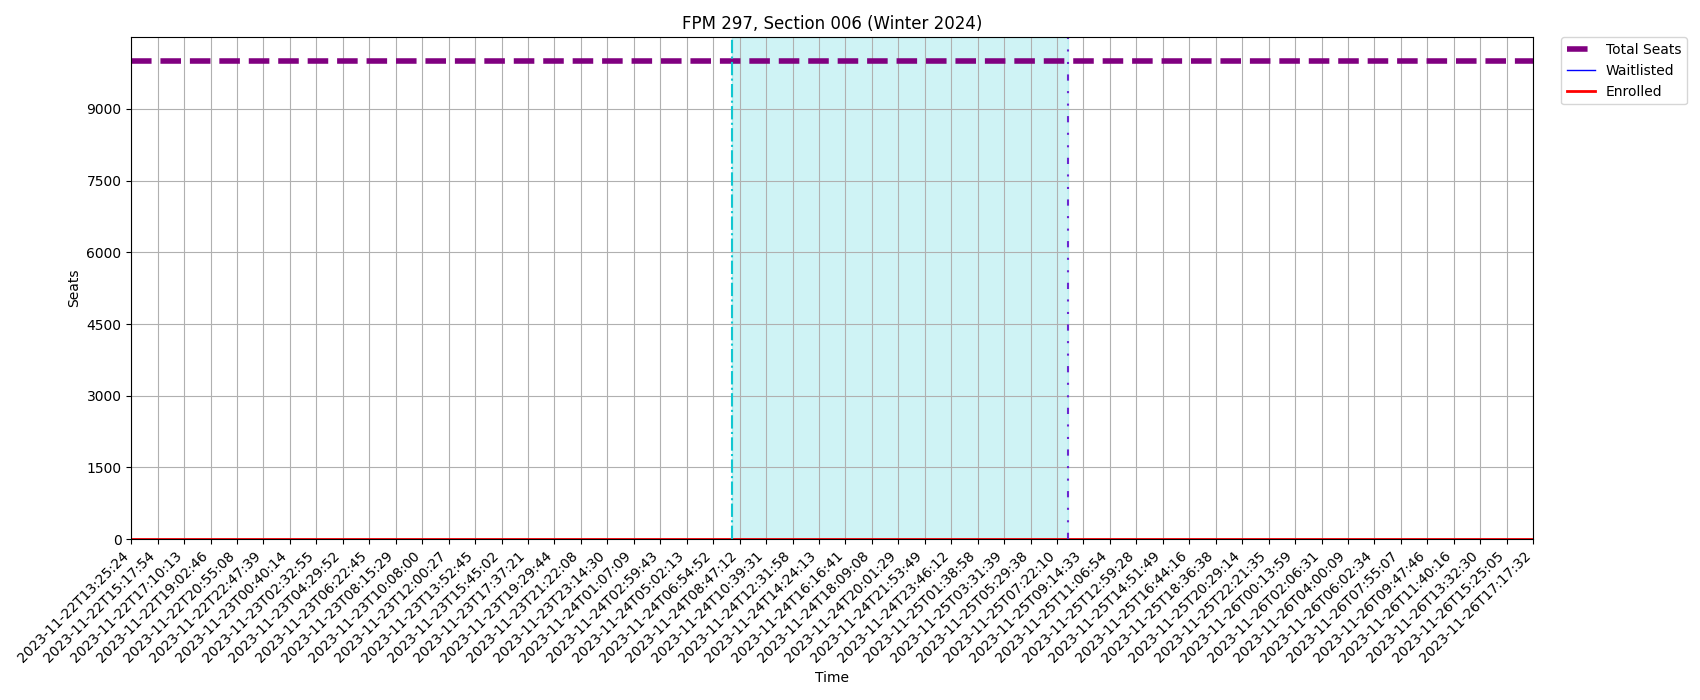 FPM 297, Section 006 (Winter 2024)
Total Seats
Waitlisted
Enrolled
Seats
9000
7500
6000
4500
3000
1500
0
2023-11-22T13:25:24
2023-11-22T15:17:54
2023-11-22T17:10:13
2023-11-22T19:02:46
2023-11-22T20:55:08
2023-11-22T22:47:39
2023-11-23T00:40:14
2023-11-23T02:32:55
2023-11-23T04:29:52
2023-11-23T06:22:45
2023-11-23T08:15:29
2023-11-23T10:08:00
2023-11-23T12:00:27
2023-11-23T13:52:45
2023-11-23T15:45:02
2023-11-23T17:37:21
2023-11-23T19:29:44
2023-11-23T21:22:08
2023-11-23T23:14:30
2023-11-24T01:07:09
2023-11-24T02:59:43
2023-11-24T05:02:13
2023-11-24T06:54:52
2023-11-24T08:47:12
2023-11-24T10:39:31
2023-11-24T12:31:58
2023-11-24T14:24:13
2023-11-24T16:16:41
2023-11-24T18:09:08
2023-11-24T20:01:29
2023-11-24T21:53:49
2023-11-24T23:46:12
2023-11-25T01:38:58
2023-11-25T03:31:39
2023-11-25T05:29:38
2023-11-25T07:22:10
2023-11-25T09:14:33
2023-11-25T11:06:54
2023-11-25T12:59:28
2023-11-25T14:51:49
2023-11-25T16:44:16
2023-11-25T18:36:38
2023-11-25T20:29:14
2023-11-25T22:21:35
2023-11-26T00:13:59
2023-11-26T02:06:31
2023-11-26T04:00:09
2023-11-26T06:02:34
2023-11-26T07:55:07
2023-11-26T09:47:46
2023-11-26T11:40:16
2023-11-26T13:32:30
2023-11-26T15:25:05
2023-11-26T17:17:32
Time